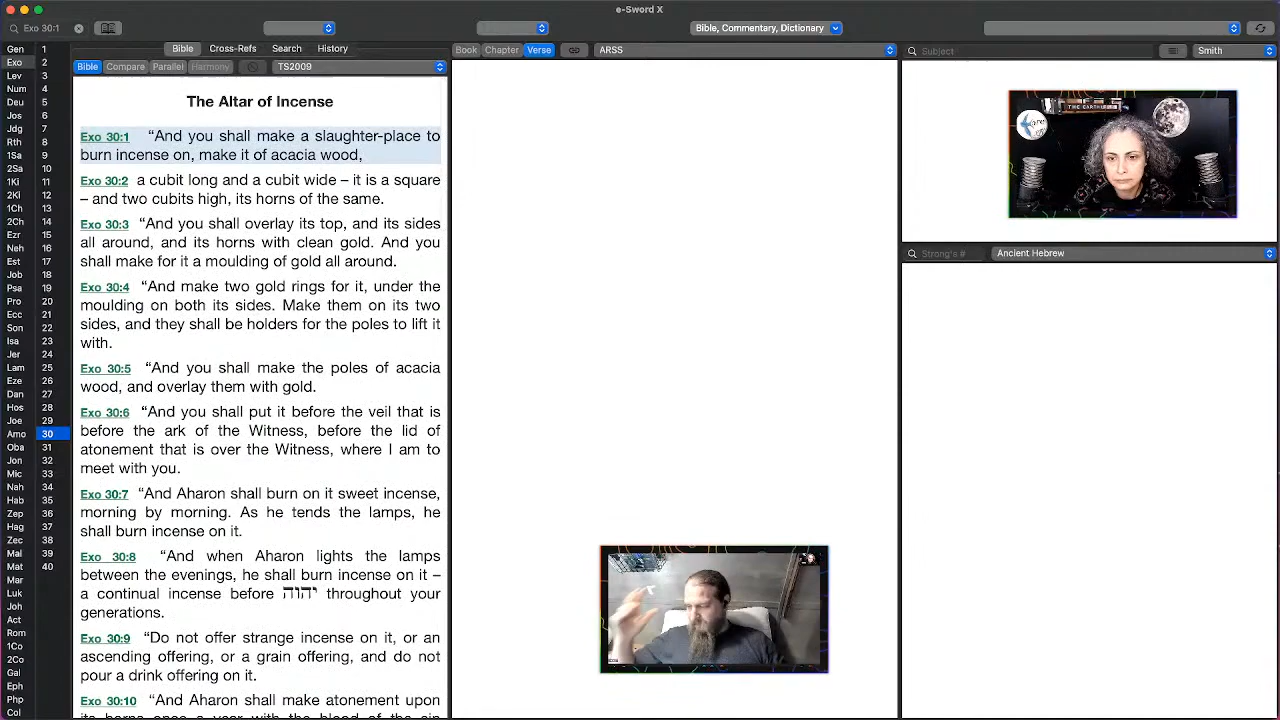 e-Sword X
Exo 30:1
Bible, Commentary, Dictionary
Bible Cross-Refs Search History
Book Chapter Verse
ARSS
Subject
Smith
Bible Compare Parallel Harmony
TS2009
Strong's #
Ancient Hebrew
Gen
Exo
Lev
Num
Deu
Jos
Jdg
Rth
1Sa
2Sa
1Ki
2Ki
1Ch
2Ch
Ezr
Neh
Est
Job
Psa
Pro
Ecc
Son
Isa
Jer
Lam
Eze
Dan
Hos
Joe
Amo
Oba
Jon
Mic
Nah
Hab
Zep
Hag
Zec
Mal
Mat
Mar
Luk
Joh
Act
Rom
1Co
2Co
Gal
Eph
Php
Col
1
2
3
4
5
6
7
8
9
10
11
12
13
14
15
16
17
18
19
20
21
22
23
24
25
26
27
28
29
30
31
32
33
34
35
36
37
38
39
40
The Altar of Incense
Exo 30:1 “And you shall make a slaughter-place to
burn incense on, make it of acacia wood,
Exo 30:2 a cubit long and a cubit wide – it is a square
– and two cubits high, its horns of the same.
Exo 30:3 “And you shall overlay its top, and its sides
all around, and its horns with clean gold. And you
shall make for it a moulding of gold all around.
Exo 30:4 “And make two gold rings for it, under the
moulding on both its sides. Make them on its two
sides, and they shall be holders for the poles to lift it
with.
Exo 30:5 “And you shall make the poles of acacia
wood, and overlay them with gold.
Exo 30:6 “And you shall put it before the veil that is
before the ark of the Witness, before the lid of
atonement that is over the Witness, where I am to
meet with you.
Exo 30:7 “And Aharon shall burn on it sweet incense,
morning by morning. As he tends the lamps, he
shall burn incense on it.
Exo 30:8 “And when Aharon lights the lamps
between the evenings, he shall burn incense on it –
a continual incense before יהוה throughout your
generations.
Exo 30:9 “Do not offer strange incense on it, or an
ascending offering, or a grain offering, and do not
pour a drink offering on it.
Exo 30:10 “And Aharon shall make atonement upon
its horns once a year with the blood of the sin